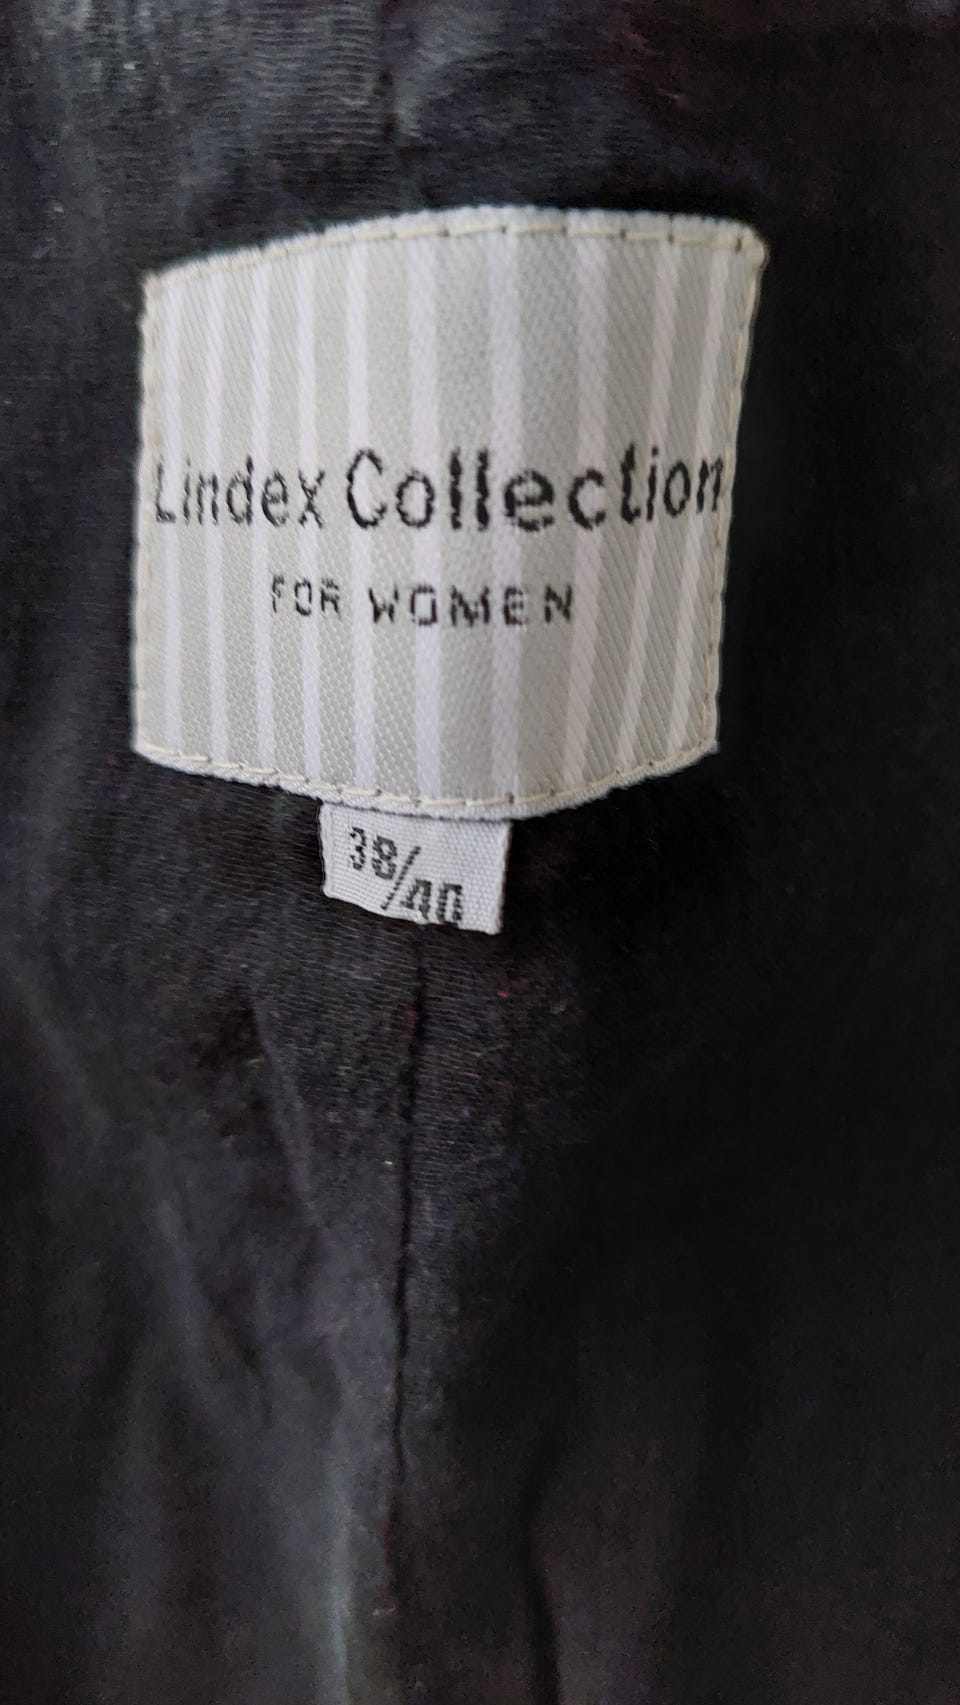 Lindex Collection
FOR WOMEN
38/40